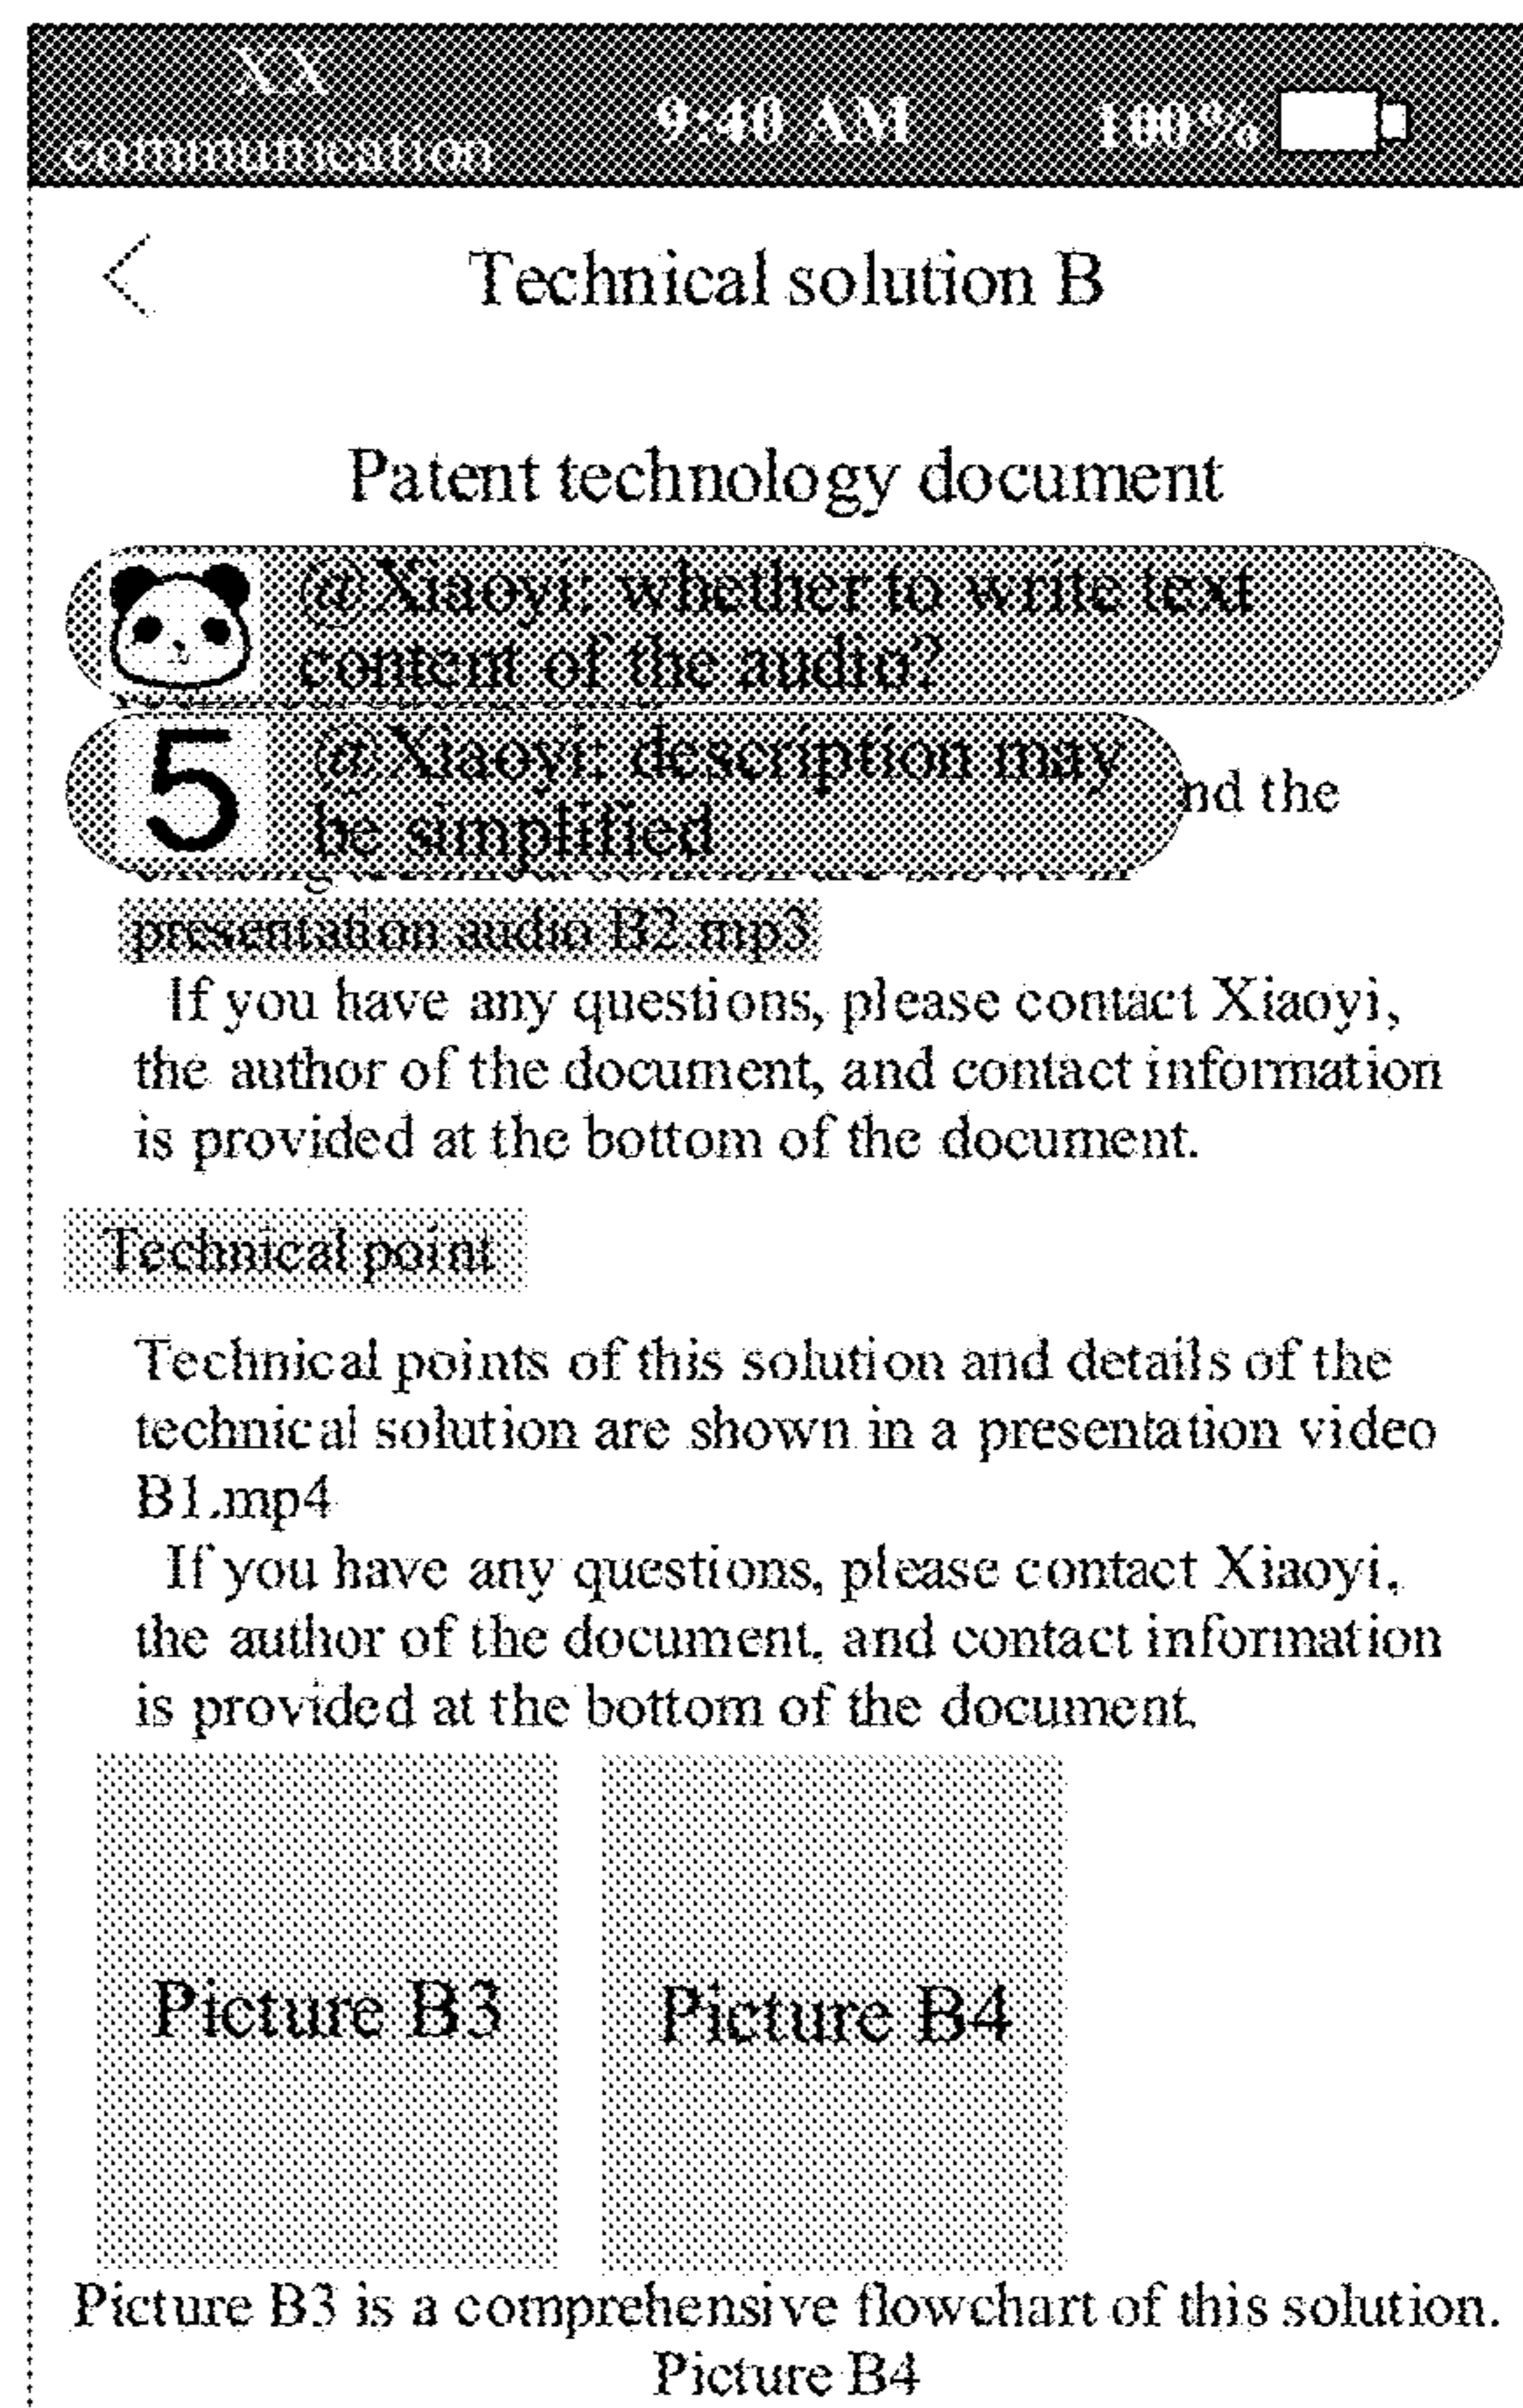 XX
communication
9:40 AM
100%
<
Technical solution B
Patent technology document
@Xiaoyi: whether to write text
content of the audio?
5
@Xiaoyi: description may
be simplified
nd the
presentation audio B2.mp3
If you have any questions, please contact Xiaoyi,
the author of the document, and contact information
is provided at the bottom of the document.
Technical point
Technical points of this solution and details of the
technical solution are shown in a presentation video
B1.mp4
If you have any questions, please contact Xiaoyi,
the author of the document, and contact information
is provided at the bottom of the document.
Picture B3
Picture B4
Picture B3 is a comprehensive flowchart of this solution.
Picture B4